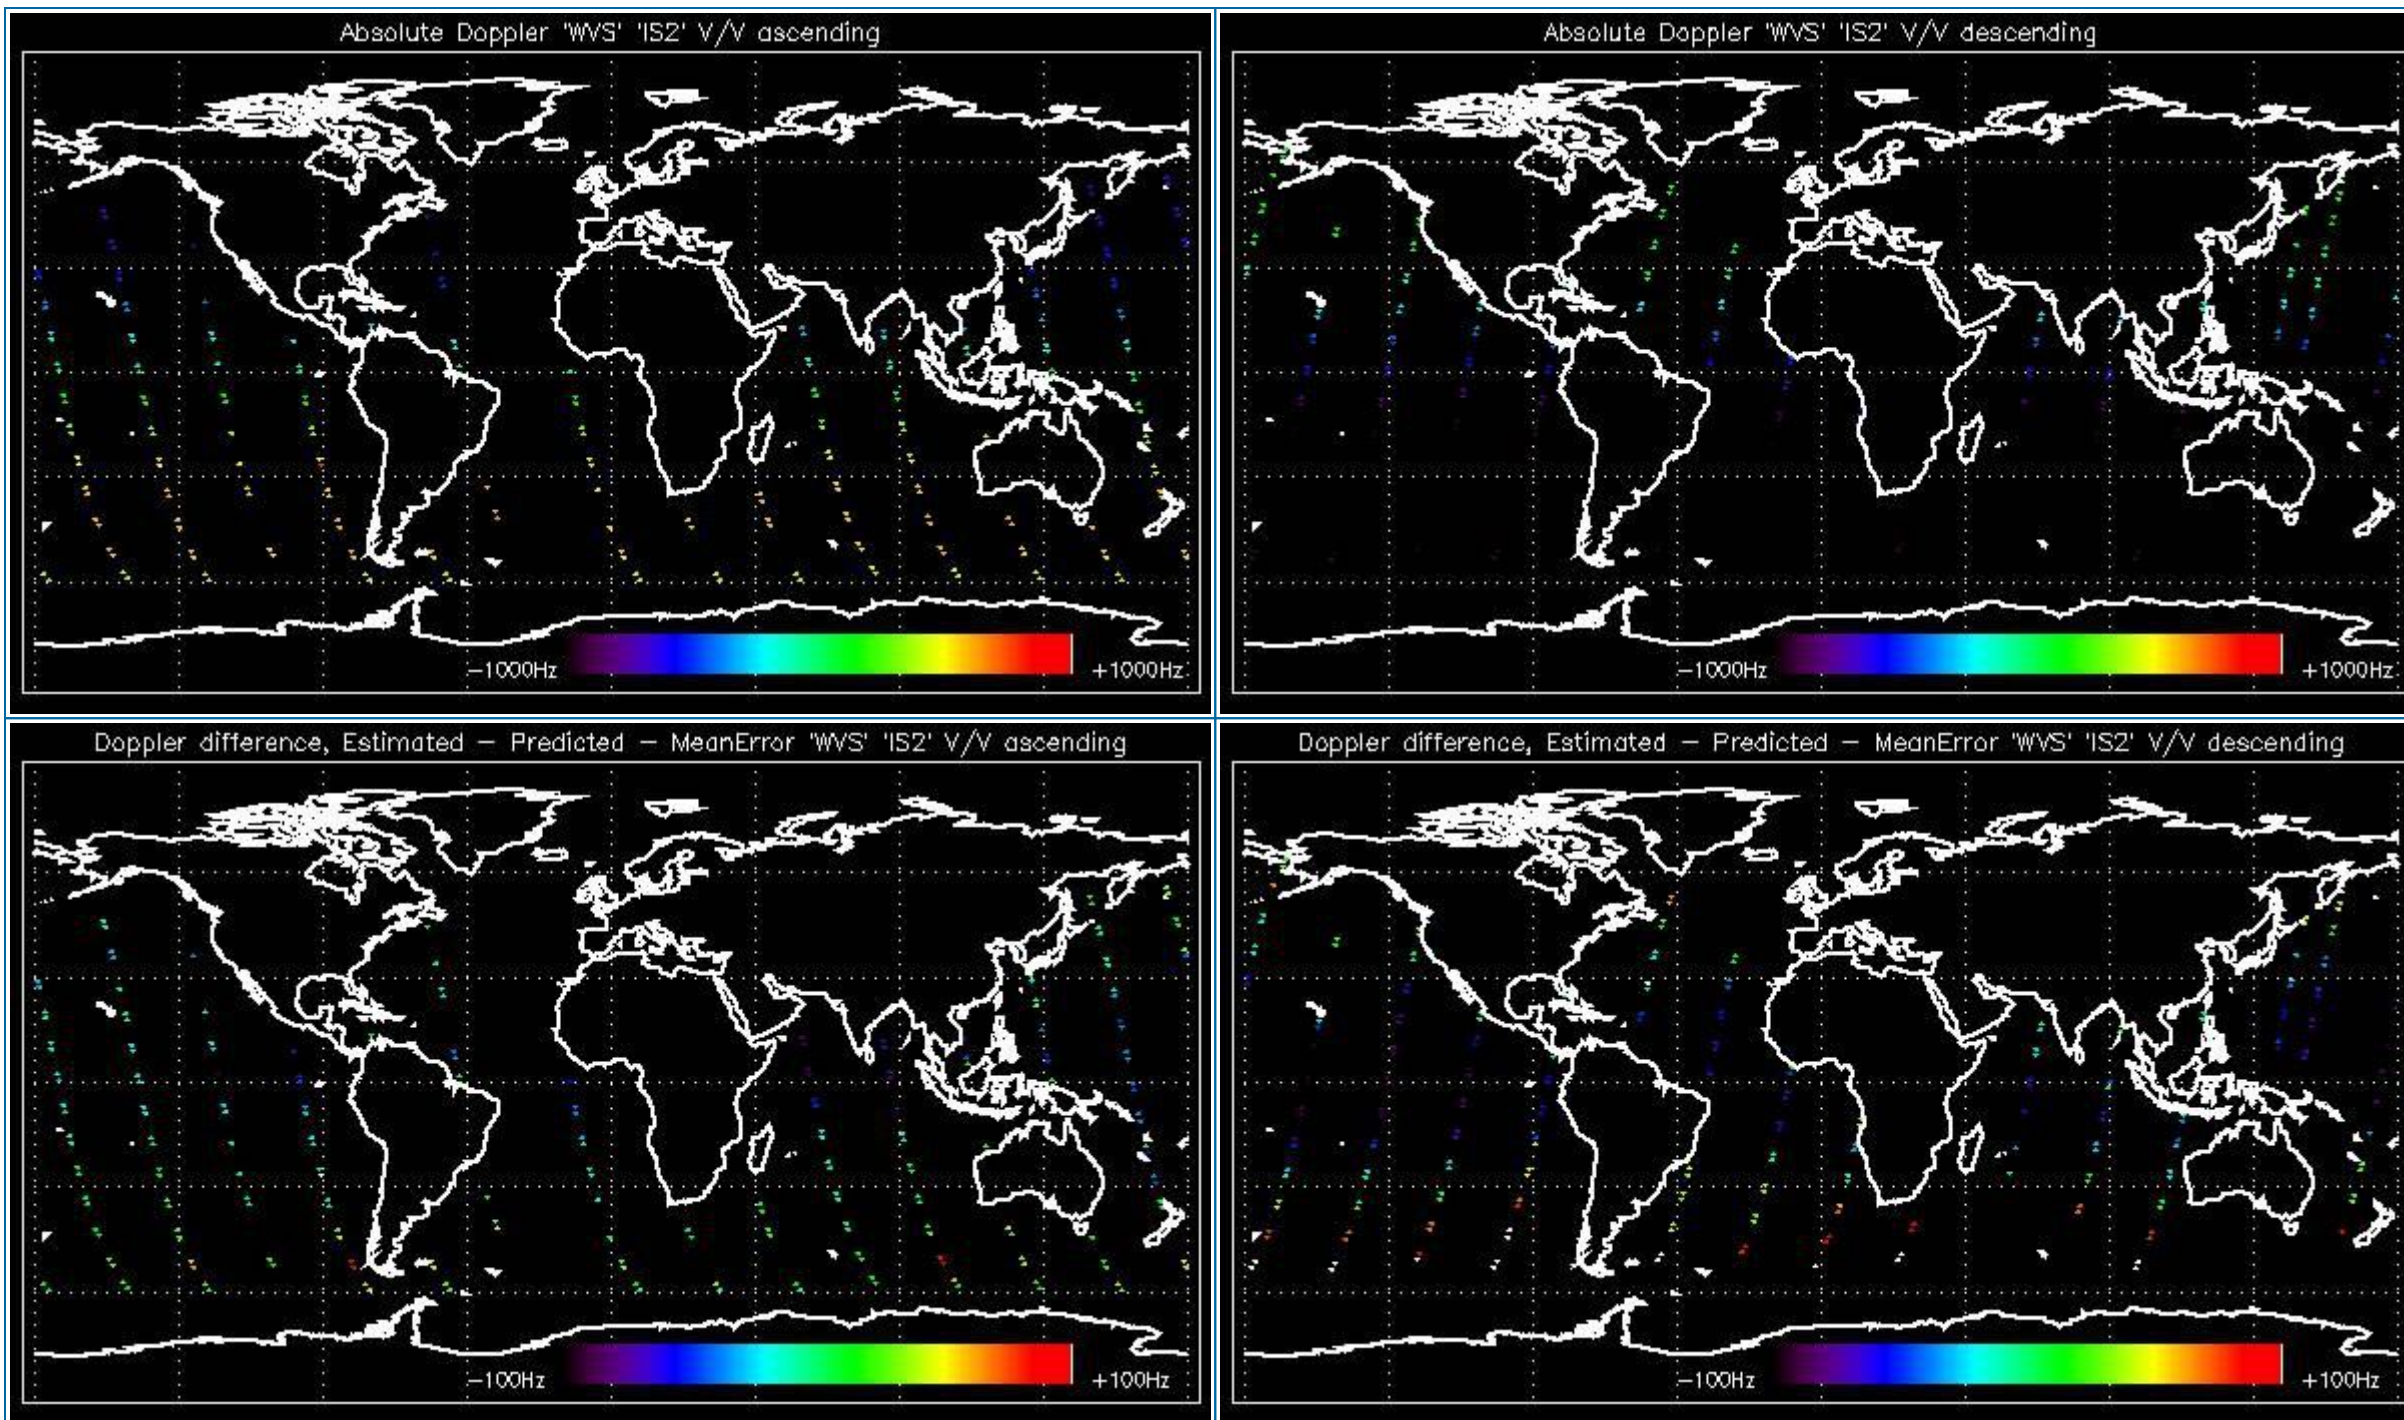 Absolute Doppler 'WVS' 'IS2' V/V ascending
-1000Hz
+1000Hz
Absolute Doppler 'WVS' 'IS2' V/V descending
-1000Hz
+1000Hz
Doppler difference, Estimated - Predicted - MeanError 'WVS' 'IS2' V/V ascending
-100Hz
+100Hz
Doppler difference, Estimated - Predicted - MeanError 'WVS' 'IS2' V/V descending
-100Hz
+100Hz